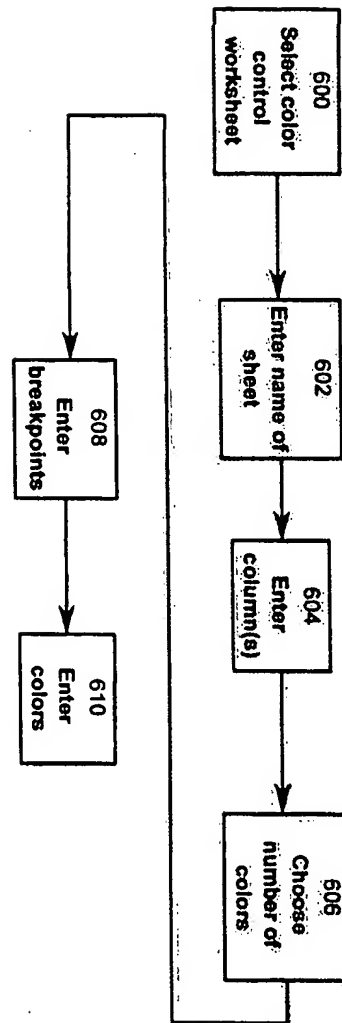 600
Select color
control
worksheet
602
Enter name of
sheet
604
Enter
column(s)
606
Choose
number of
colors
608
Enter
breakpoints
610
Enter
colors